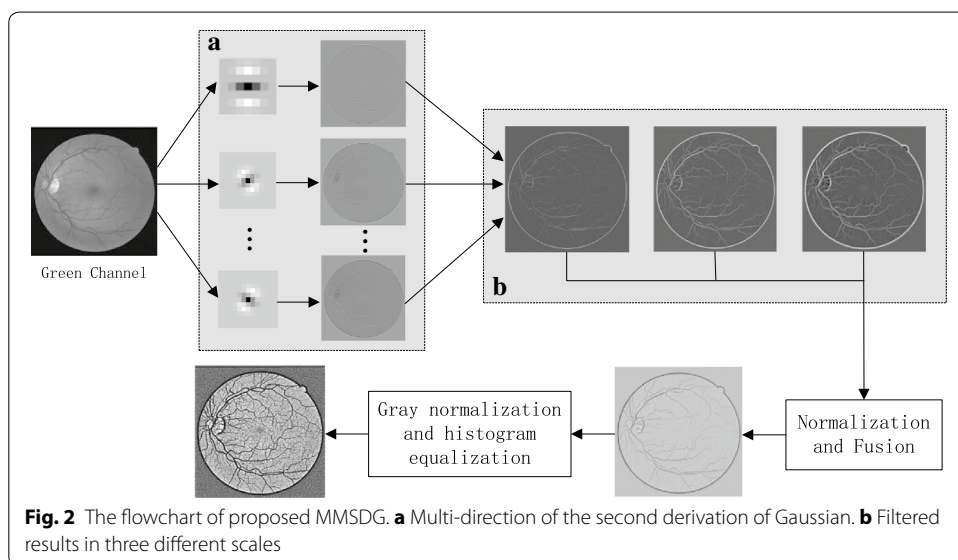 a
Green Channel
b
Gray normalization
and histogram
equalization
Normalization
and Fusion
Fig. 2 The flowchart of proposed MMSDG. a Multi-direction of the second derivation of Gaussian. b Filtered
results in three different scales